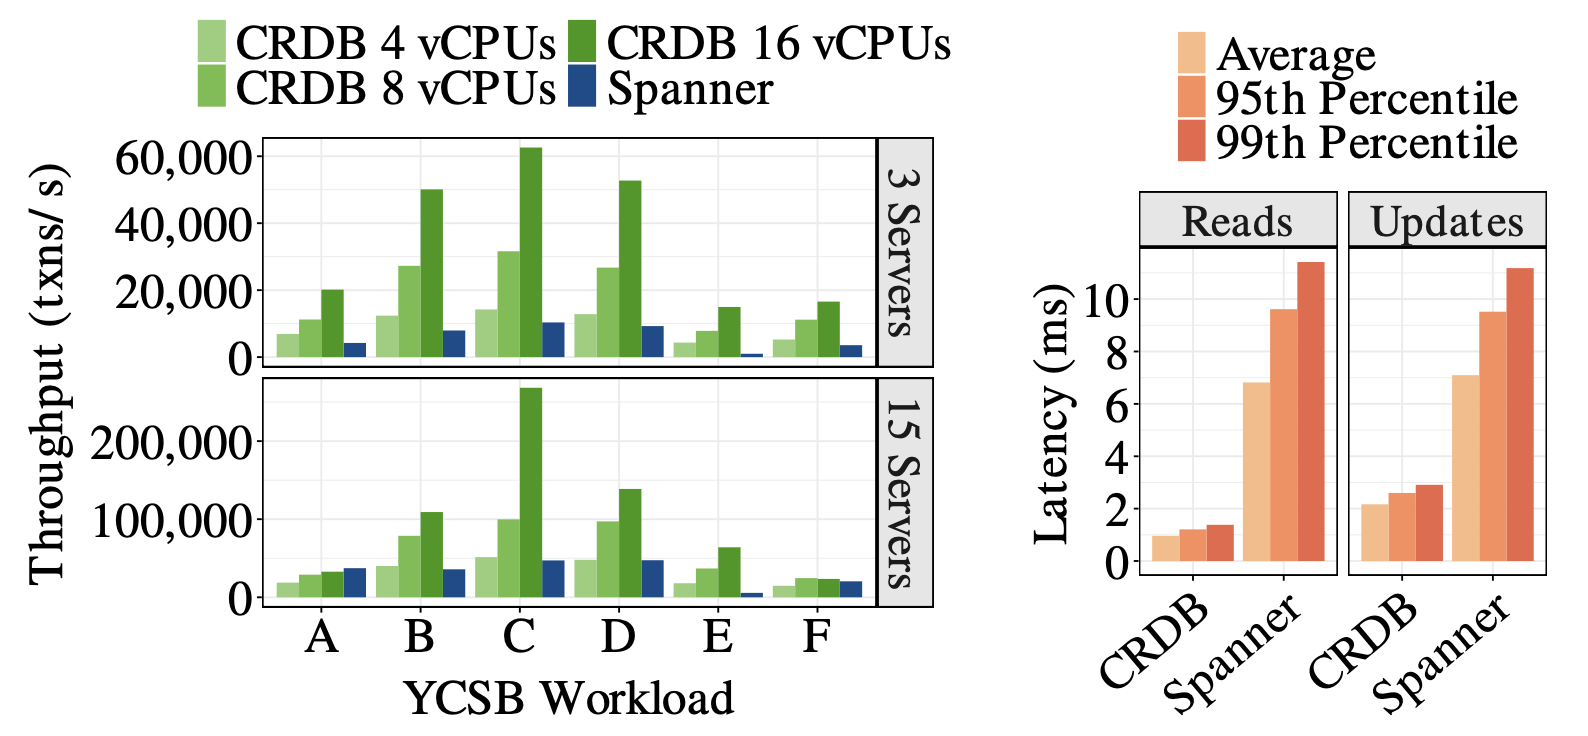 CRDB 4 vCPUs
CRDB 8 vCPUs
CRDB 16 vCPUs
Spanner
Throughput (txns/ s)
60,000
40,000
20,000
0
3 Servers
200,000
100,000
0
15 Servers
A B C D E F
YCSB Workload
Average
95th Percentile
99th Percentile
Reads
Updates
Latency (ms)
10
8
6
4
2
0
CRDB
Spanner
CRDB
Spanner